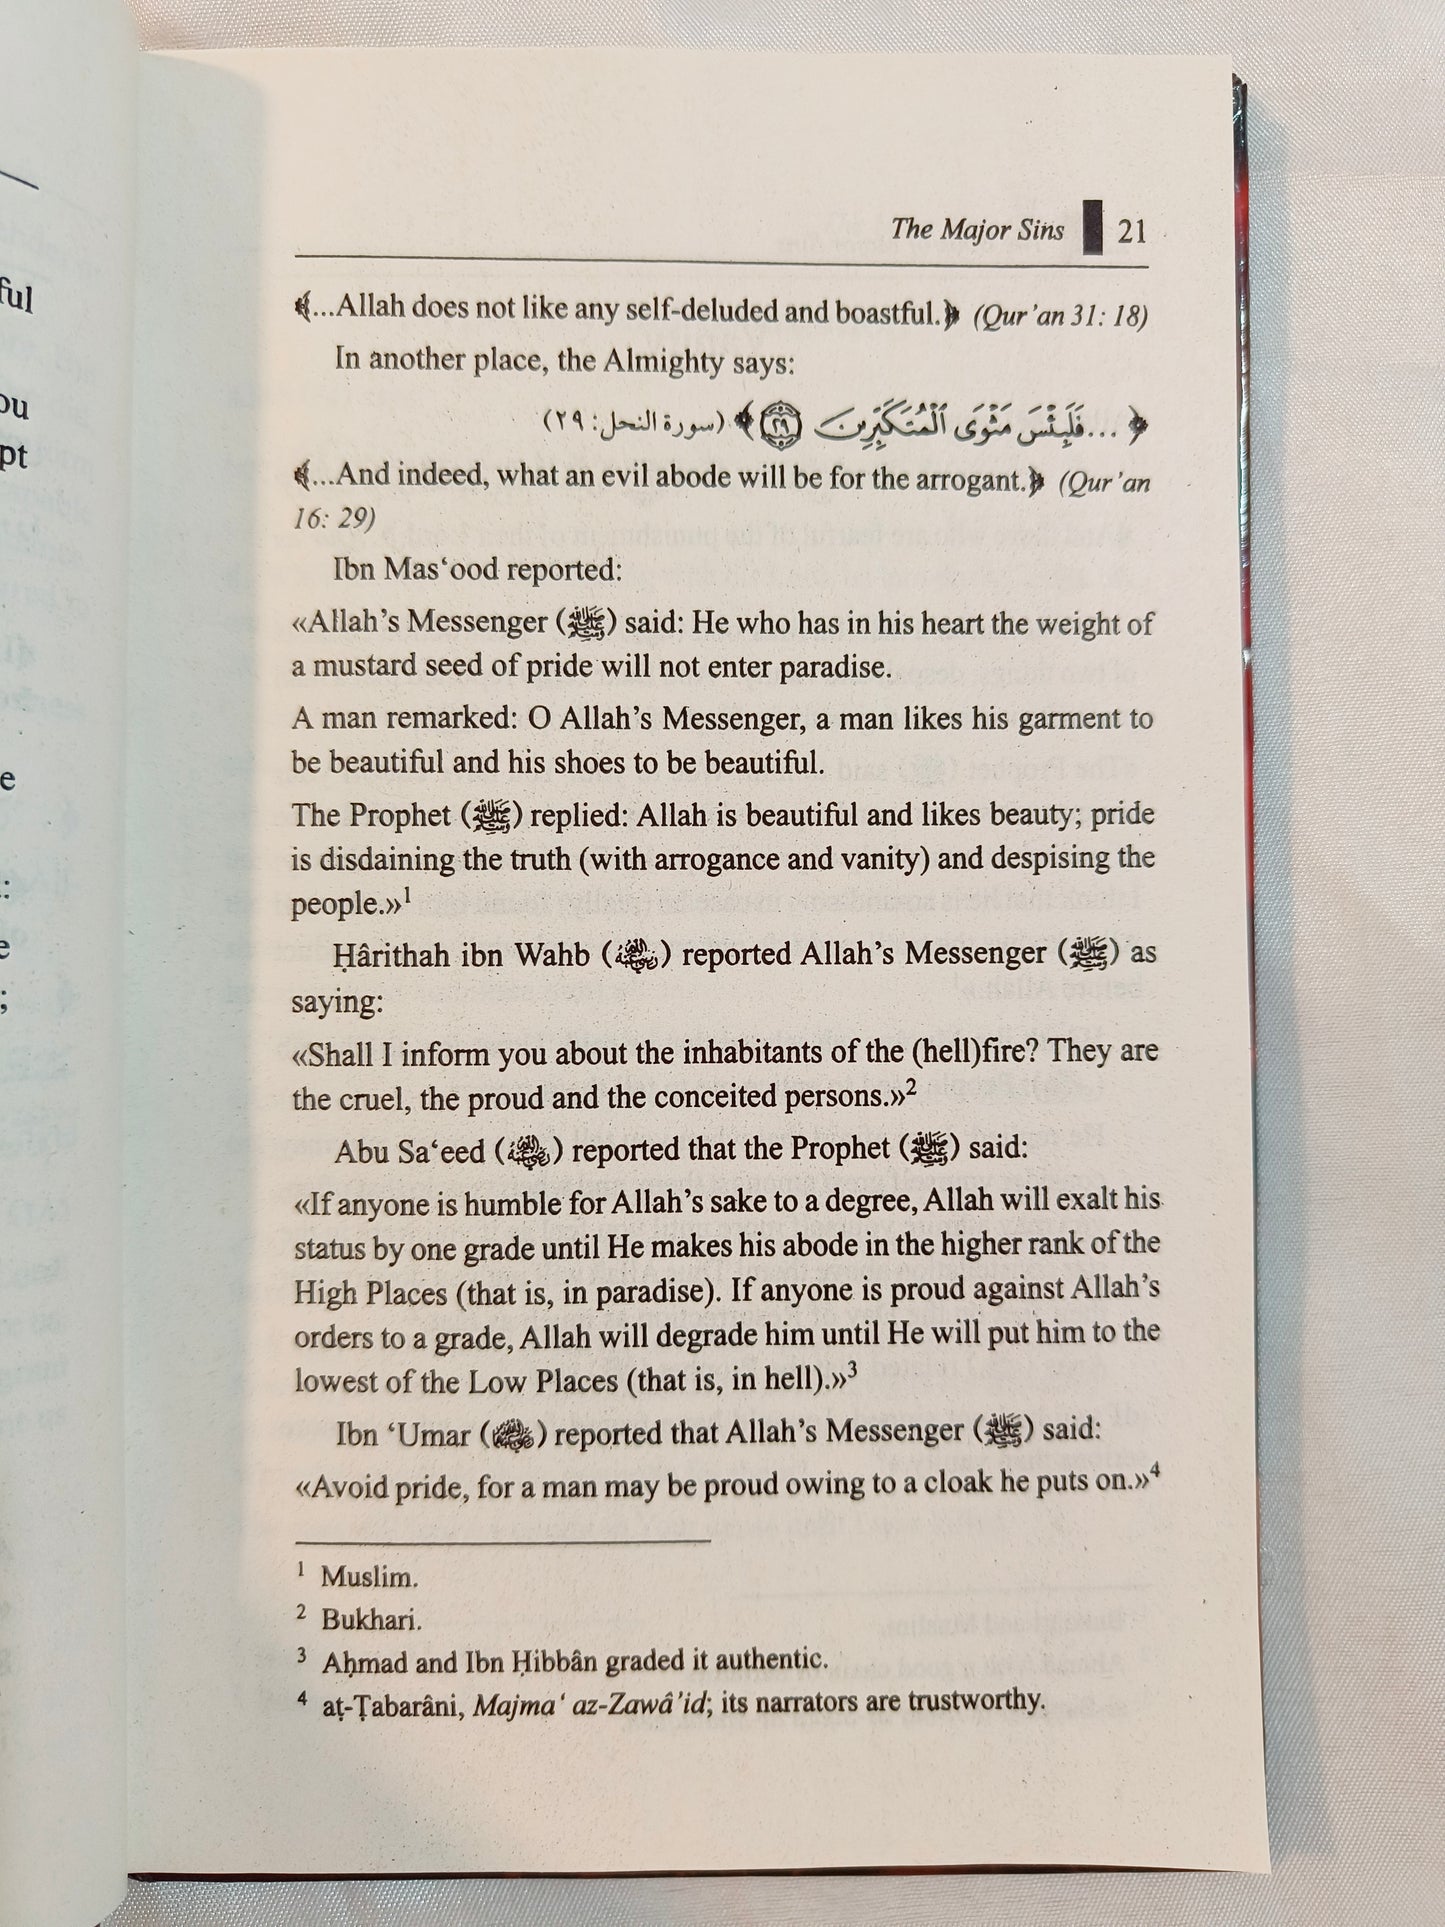 ful
ou
pt
e
:
e
;
The Major Sins 21
﴾...Allah does not like any self-deluded and boastful.﴿ (Qur’an 31: 18)
In another place, the Almighty says:
﴿...فَلَبِئْسَ مَثْوَى ٱلْمُتَكَبِّرِينَ ٢٩﴾ (سورة النحل: ٢٩)
﴾...And indeed, what an evil abode will be for the arrogant.﴿ (Qur’an
16: 29)
Ibn Mas‘ood reported:
«Allah’s Messenger (ﷺ) said: He who has in his heart the weight of
a mustard seed of pride will not enter paradise.
A man remarked: O Allah’s Messenger, a man likes his garment to
be beautiful and his shoes to be beautiful.
The Prophet (ﷺ) replied: Allah is beautiful and likes beauty; pride
is disdaining the truth (with arrogance and vanity) and despising the
people.»¹
Ḥârithah ibn Wahb (رضي الله عنه) reported Allah’s Messenger (ﷺ) as
saying:
«Shall I inform you about the inhabitants of the (hell)fire? They are
the cruel, the proud and the conceited persons.»²
Abu Sa‘eed (رضي الله عنه) reported that the Prophet (ﷺ) said:
«If anyone is humble for Allah’s sake to a degree, Allah will exalt his
status by one grade until He makes his abode in the higher rank of the
High Places (that is, in paradise). If anyone is proud against Allah’s
orders to a grade, Allah will degrade him until He will put him to the
lowest of the Low Places (that is, in hell).»³
Ibn ‘Umar (رضي الله عنهما) reported that Allah’s Messenger (ﷺ) said:
«Avoid pride, for a man may be proud owing to a cloak he puts on.»⁴
¹ Muslim.
² Bukhari.
³ Aḥmad and Ibn Ḥibbân graded it authentic.
⁴ aṭ-Ṭabarâni, Majma‘ az-Zawâ’id; its narrators are trustworthy.